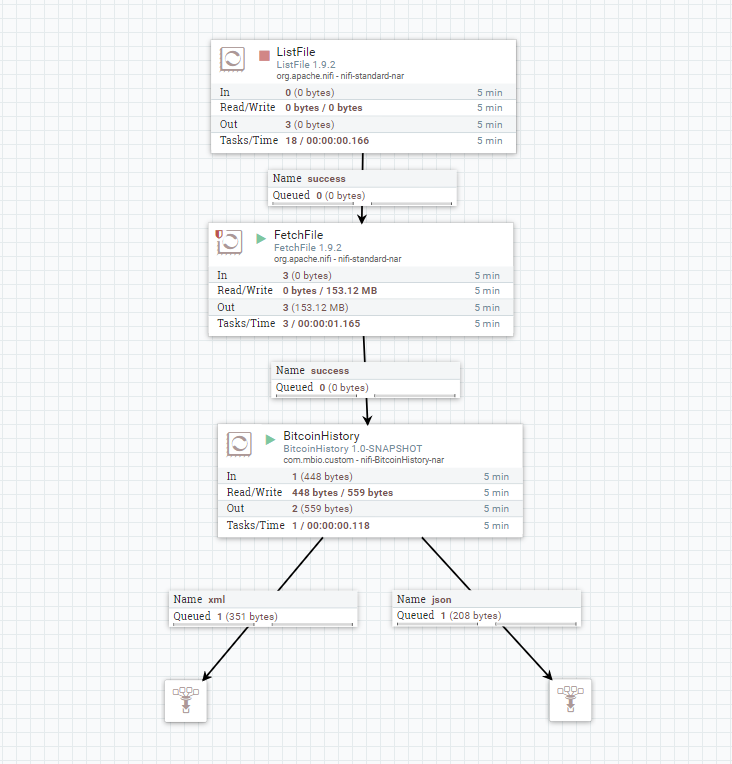 ListFile
ListFile 1.9.2
org.apache.nifi - nifi-standard-nar
In 0 (0 bytes) 5 min
Read/Write 0 bytes / 0 bytes 5 min
Out 3 (0 bytes) 5 min
Tasks/Time 18 / 00:00:00.166 5 min
Name success
Queued 0 (0 bytes)
FetchFile
FetchFile 1.9.2
org.apache.nifi - nifi-standard-nar
In 3 (0 bytes) 5 min
Read/Write 0 bytes / 153.12 MB 5 min
Out 3 (153.12 MB) 5 min
Tasks/Time 3 / 00:00:01.165 5 min
Name success
Queued 0 (0 bytes)
BitcoinHistory
BitcoinHistory 1.0-SNAPSHOT
com.mbio.custom - nifi-BitcoinHistory-nar
In 1 (448 bytes) 5 min
Read/Write 448 bytes / 559 bytes 5 min
Out 2 (559 bytes) 5 min
Tasks/Time 1 / 00:00:00.118 5 min
Name xml
Queued 1 (351 bytes)
Name json
Queued 1 (208 bytes)